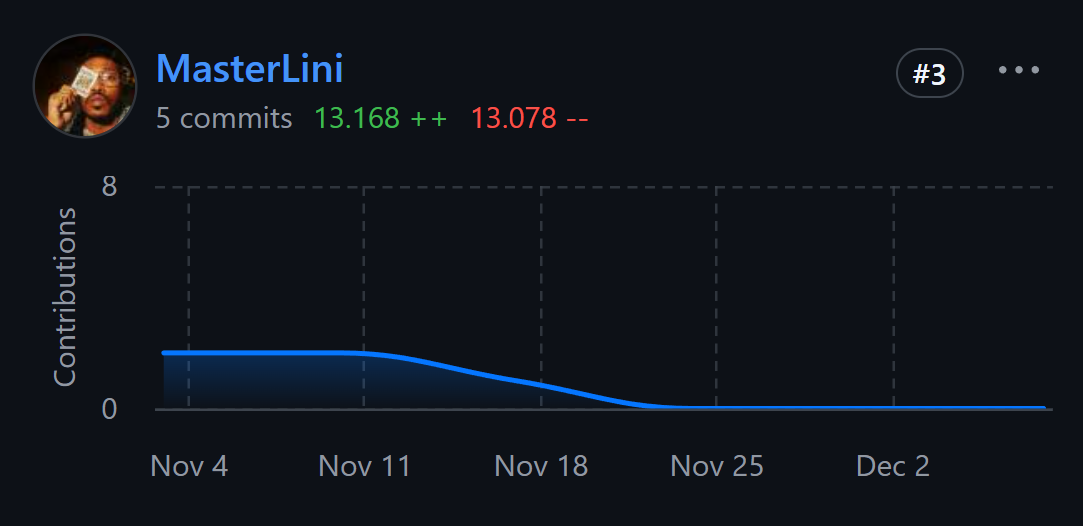 MasterLini
#3
5 commits 13.168 ++ 13.078 --
8
Contributions
0
Nov 4 Nov 11 Nov 18 Nov 25 Dec 2